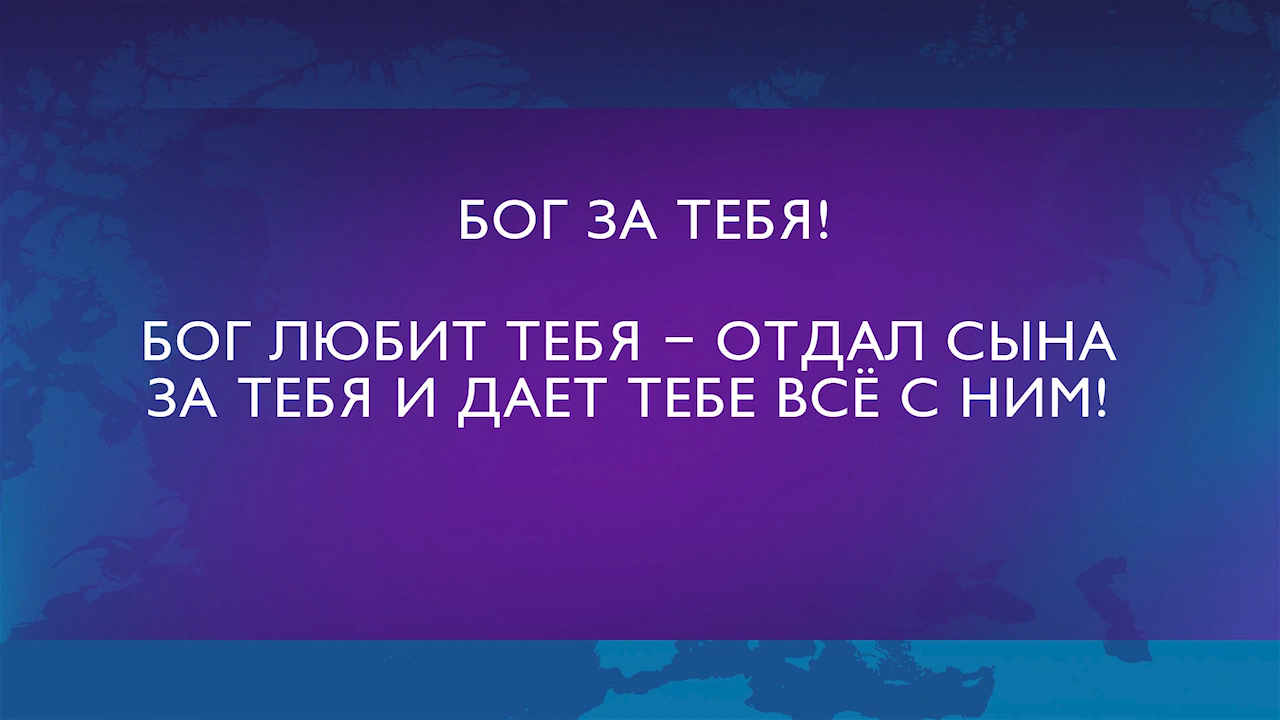 БОГ ЗА ТЕБЯ!
БОГ ЛЮБИТ ТЕБЯ – ОТДАЛ СЫНА
ЗА ТЕБЯ И ДАЕТ ТЕБЕ ВСЁ С НИМ!